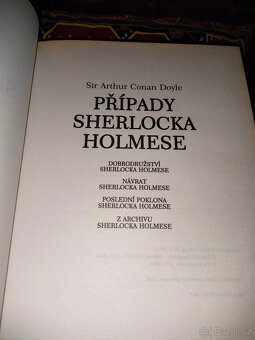 Sir Arthur Conan Doyle
PŘÍPADY
SHERLOCKA
HOLMESE
DOBRODRUŽSTVÍ
SHERLOCKA HOLMESE
NÁVRAT
SHERLOCKA HOLMESE
POSLEDNÍ POKLONA
SHERLOCKA HOLMESE
Z ARCHIVU
SHERLOCKA HOLMESE